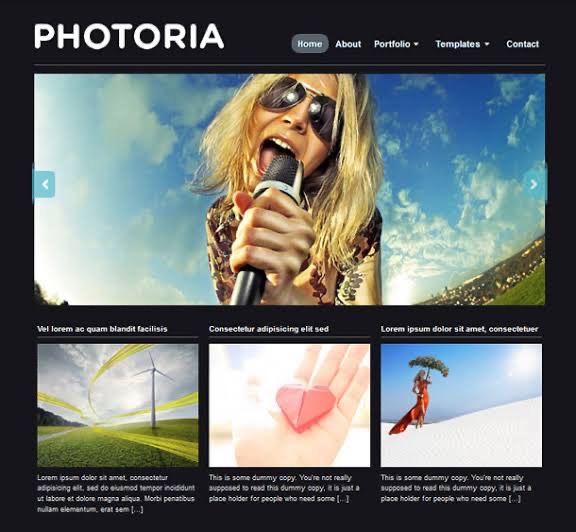 PHOTORIA
Home About Portfolio Templates Contact
Vel lorem ac quam blandit facilisis
Consectetur adipisicing elit sed
Lorem ipsum dolor sit amet, consectetuer
Lorem ipsum dolor sit amet, consectetur
adipisicing elit, sed do eiusmod tempor incididunt
ut labore et dolore magna aliqua. Morbi penatibus
nullam elementum, erat sem [...]
This is some dummy copy. You're not really
supposed to read this dummy copy, it is just a
place holder for people who need some [...]
This is some dummy copy. You're not really
supposed to read this dummy copy, it is just a
place holder for people who need some [...]